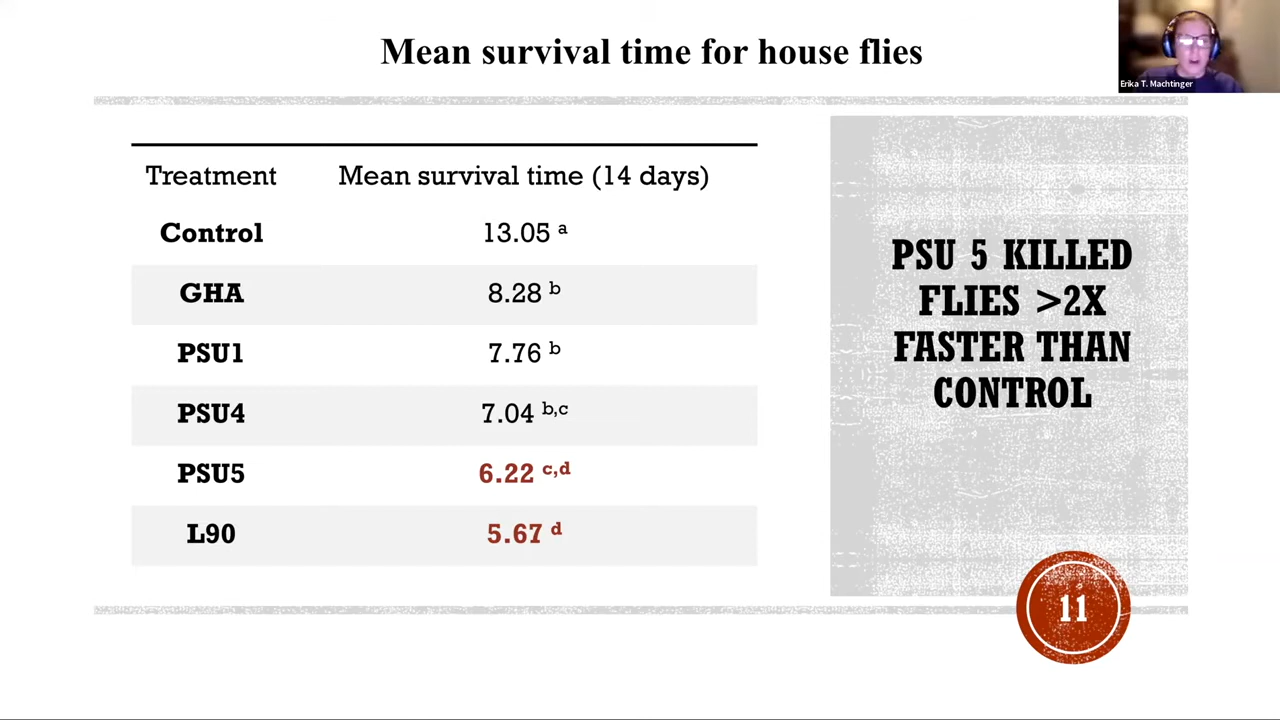 Mean survival time for house flies
Erika T. Machtinger
Treatment Mean survival time (14 days)
Control 13.05 a
GHA 8.28 b
PSU1 7.76 b
PSU4 7.04 b,c
PSU5 6.22 c,d
L90 5.67 d
PSU 5 KILLED
FLIES >2X
FASTER THAN
CONTROL
11